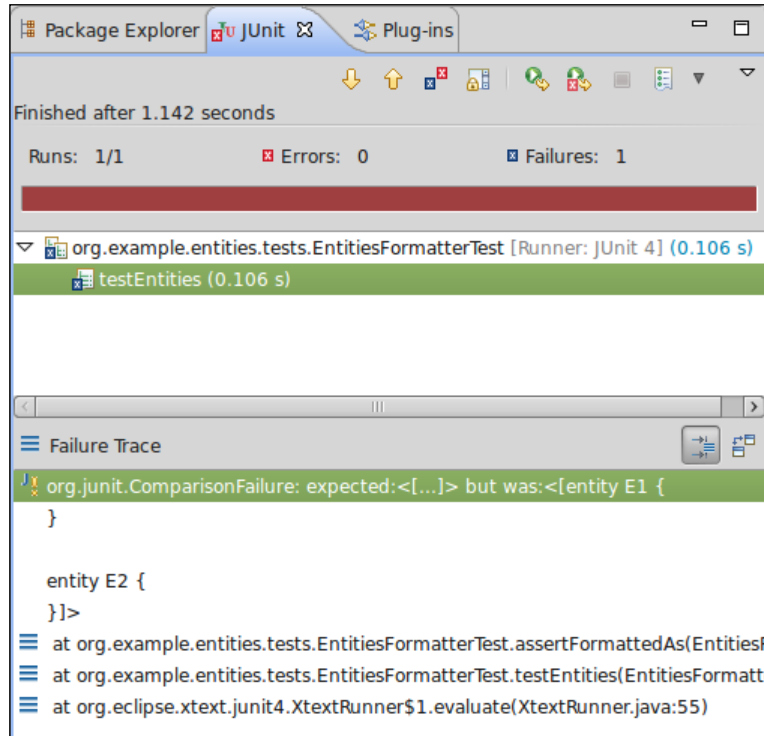 Package Explorer JUnit Plug-ins
Finished after 1.142 seconds
Runs: 1/1 Errors: 0 Failures: 1
org.example.entities.tests.EntitiesFormatterTest [Runner: JUnit 4] (0.106 s)
testEntities (0.106 s)
Failure Trace
org.junit.ComparisonFailure: expected:<[...]> but was:<[entity E1 {
}
entity E2 {
}]>
at org.example.entities.tests.EntitiesFormatterTest.assertFormattedAs(Entities
at org.example.entities.tests.EntitiesFormatterTest.testEntities(EntitiesFormatt
at org.eclipse.xtext.junit4.XtextRunner$1.evaluate(XtextRunner.java:55)